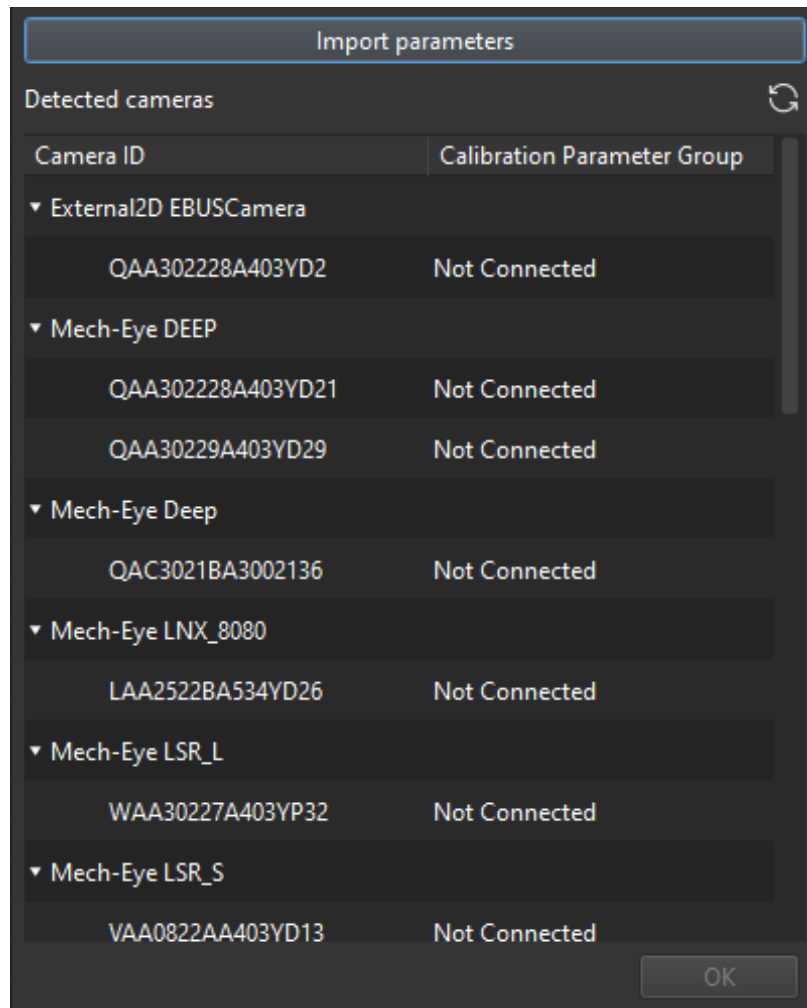 Import parameters
Detected cameras
Camera ID Calibration Parameter Group
External2D EBUSCamera
QAA302228A403YD2 Not Connected
Mech-Eye DEEP
QAA302228A403YD21 Not Connected
QAA30229A403YD29 Not Connected
Mech-Eye Deep
QAC3021BA3002136 Not Connected
Mech-Eye LNX_8080
LAA2522BA534YD26 Not Connected
Mech-Eye LSR_L
WAA30227A403YP32 Not Connected
Mech-Eye LSR_S
VAA0822AA403YD13 Not Connected
OK